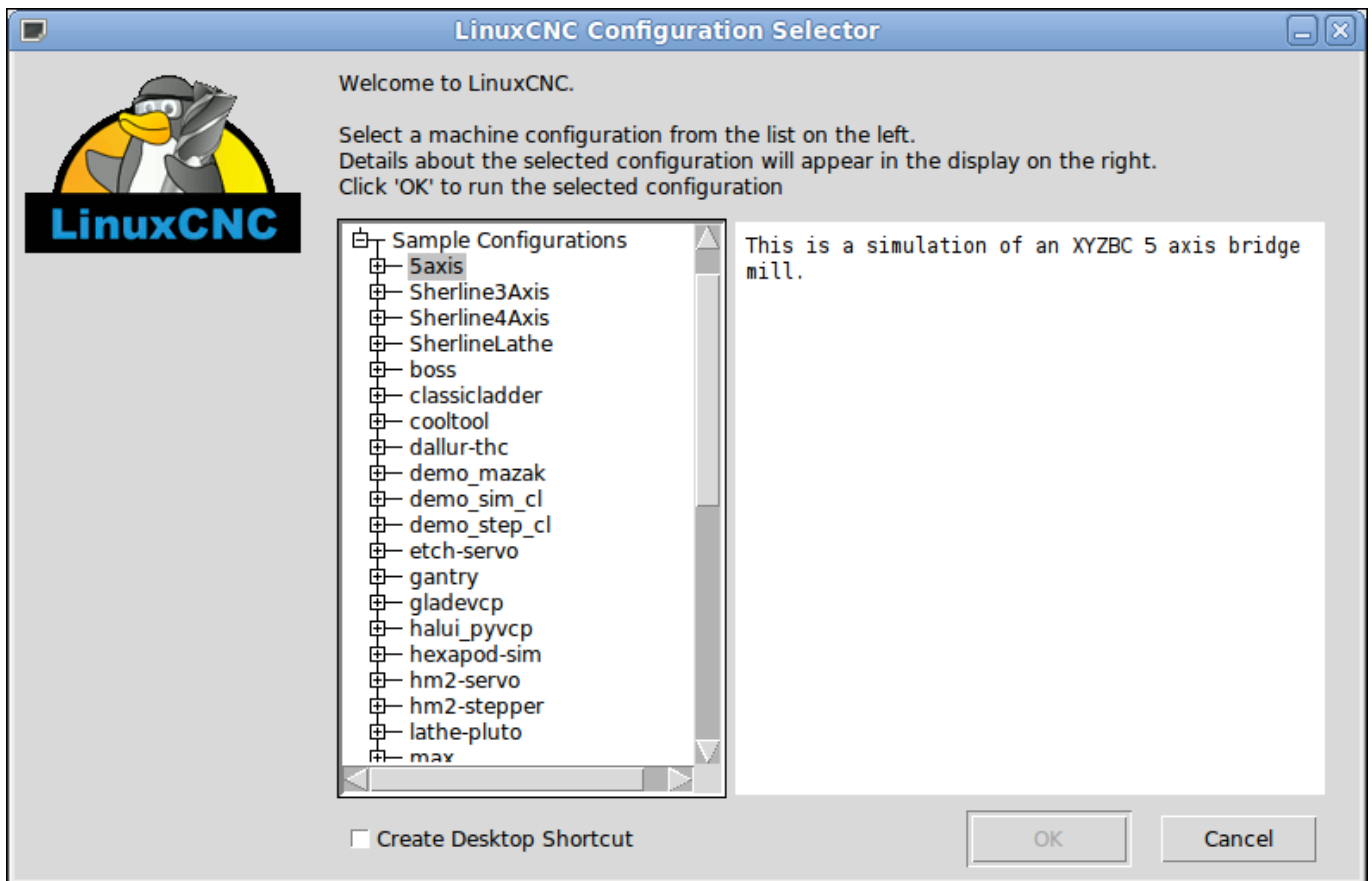 LinuxCNC Configuration Selector
LinuxCNC
Welcome to LinuxCNC.
Select a machine configuration from the list on the left.
Details about the selected configuration will appear in the display on the right.
Click 'OK' to run the selected configuration
Sample Configurations
5axis
Sherline3Axis
Sherline4Axis
SherlineLathe
boss
classicladder
cooltool
dallur-thc
demo_mazak
demo_sim_cl
demo_step_cl
etch-servo
gantry
gladevcp
halui_pyvcp
hexapod-sim
hm2-servo
hm2-stepper
lathe-pluto
max
This is a simulation of an XYZBC 5 axis bridge
mill.
Create Desktop Shortcut
OK
Cancel